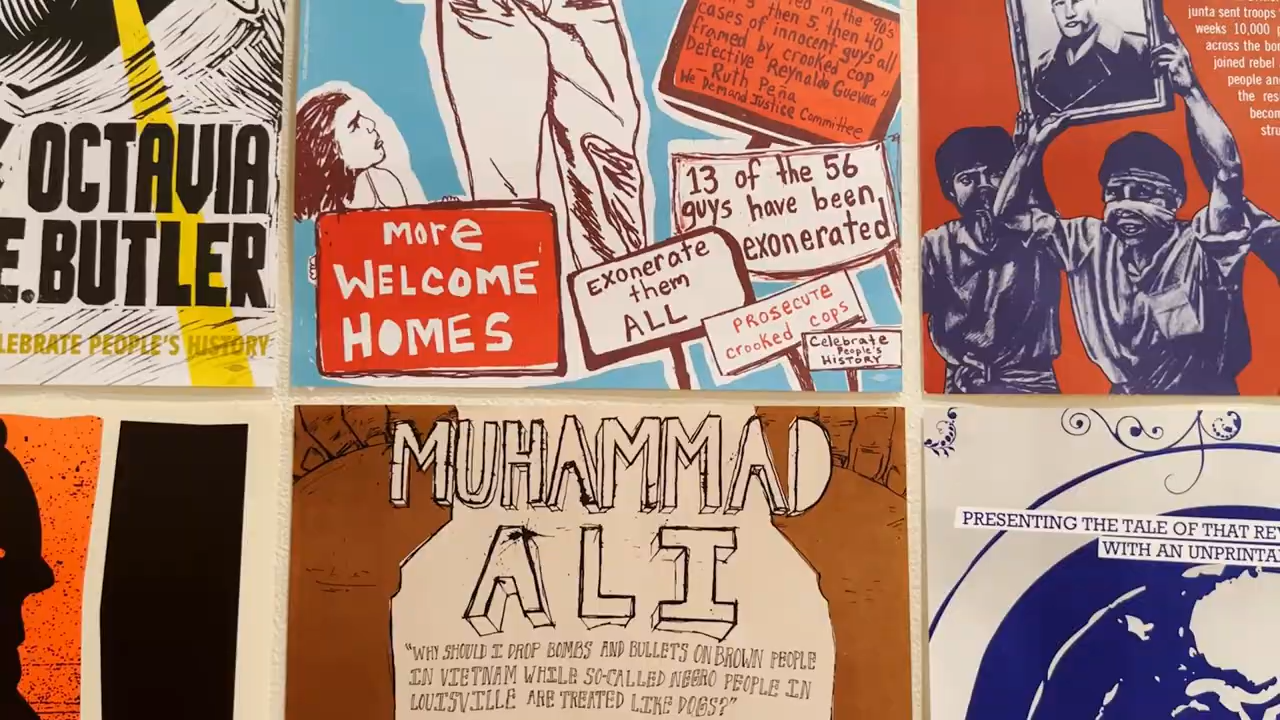 OCTAVIA
E. BUTLER
CELEBRATE PEOPLE'S HISTORY
in the '90s
then 5, then 40
cases of innocent guys all
framed by crooked cop
Detective Reynaldo Guevara"
- Ruth Peña
We Demand Justice Committee
13 of the 56
guys have been
exonerated
more
WELCOME
HOMES
exonerate
them
ALL
PROSECUTE
crooked cops
Celebrate
People's
HISTORY
junta sent troops
weeks 10,000
across the
joined rebel
people and
the
MUHAMMAD
ALI
"WHY SHOULD I DROP BOMBS AND BULLETS ON BROWN PEOPLE
IN VIETNAM WHILE SO-CALLED NEGRO PEOPLE IN
LOUISVILLE ARE TREATED LIKE DOGS?"
PRESENTING THE TALE OF THAT
WITH AN